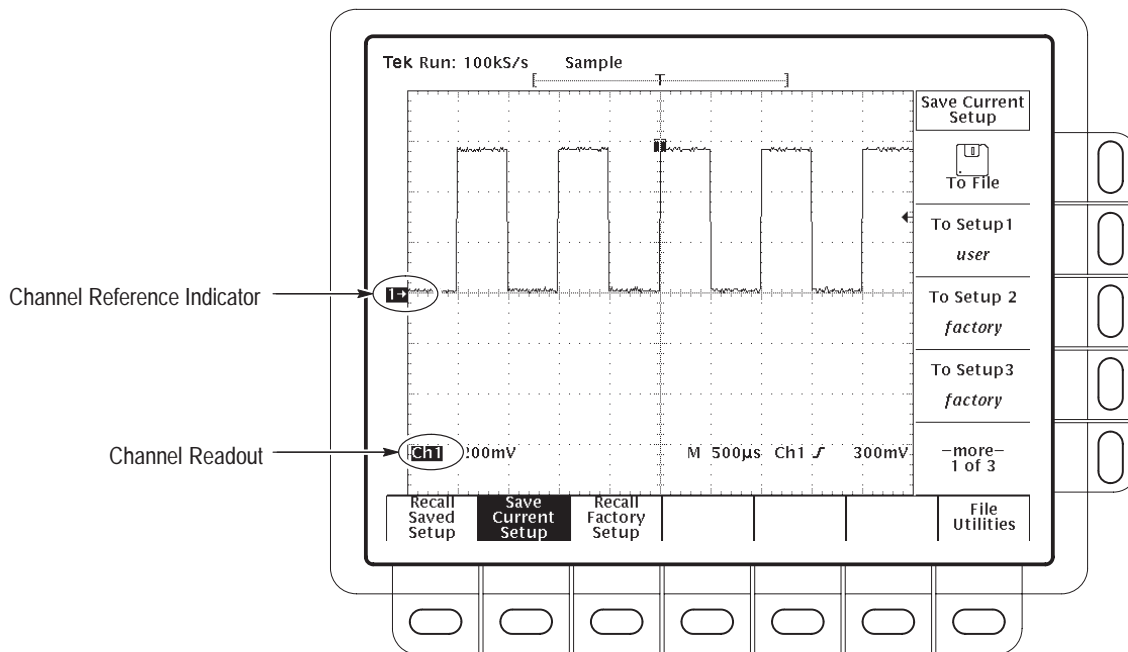 Tek Run: 100kS/s Sample
T
Save Current
Setup
To File
To Setup1
user
Channel Reference Indicator
1→
To Setup 2
factory
To Setup3
factory
Channel Readout
Ch1 M 500µs Ch1 300mV
–more–
1 of 3
Recall
Saved
Setup
Save
Current
Setup
Recall
Factory
Setup
File
Utilities